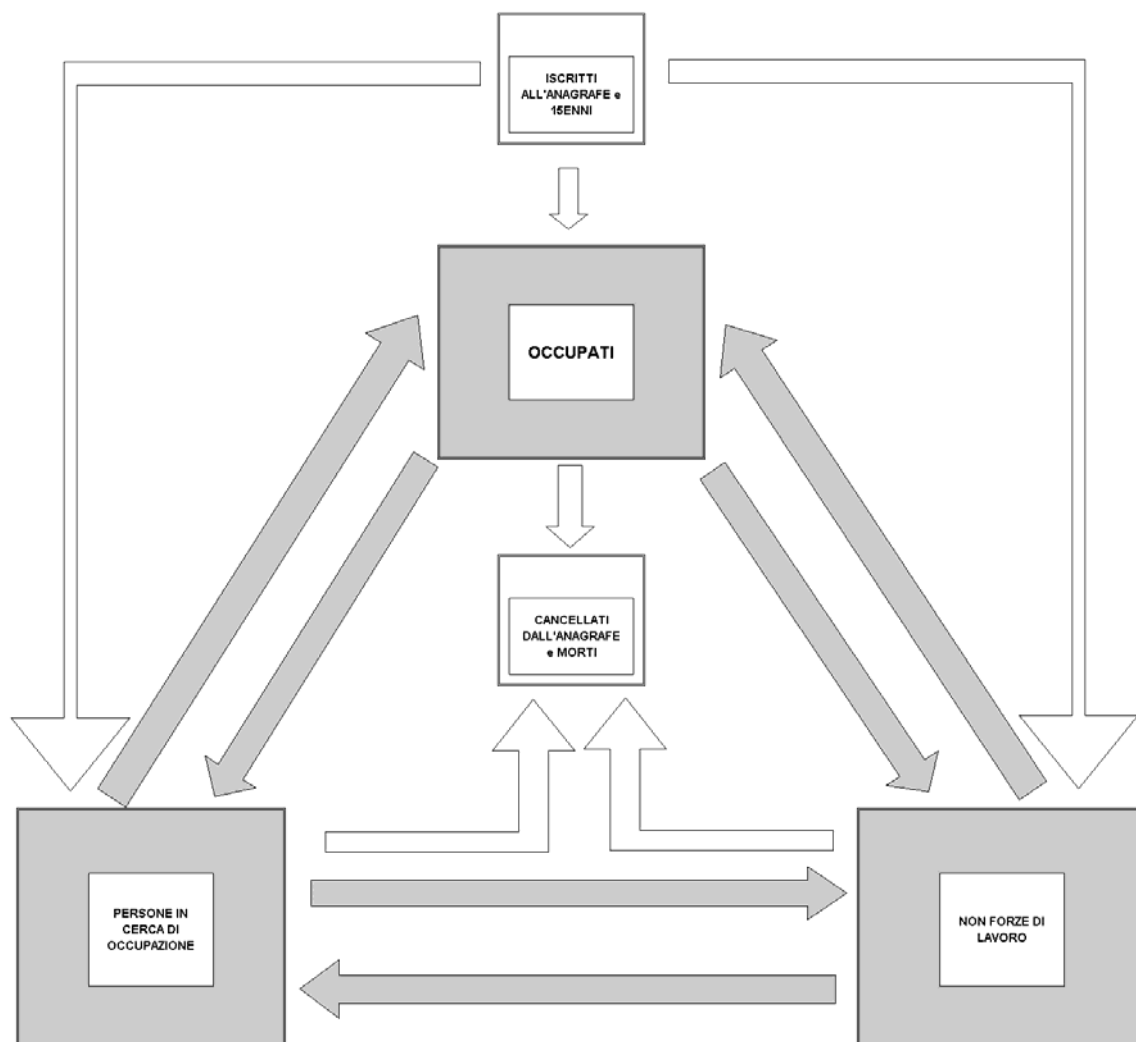 ISCRITTI
ALL'ANAGRAFE e
15ENNI
OCCUPATI
CANCELLATI
DALL'ANAGRAFE
e MORTI
PERSONE IN
CERCA DI
OCCUPAZIONE
NON FORZE DI
LAVORO